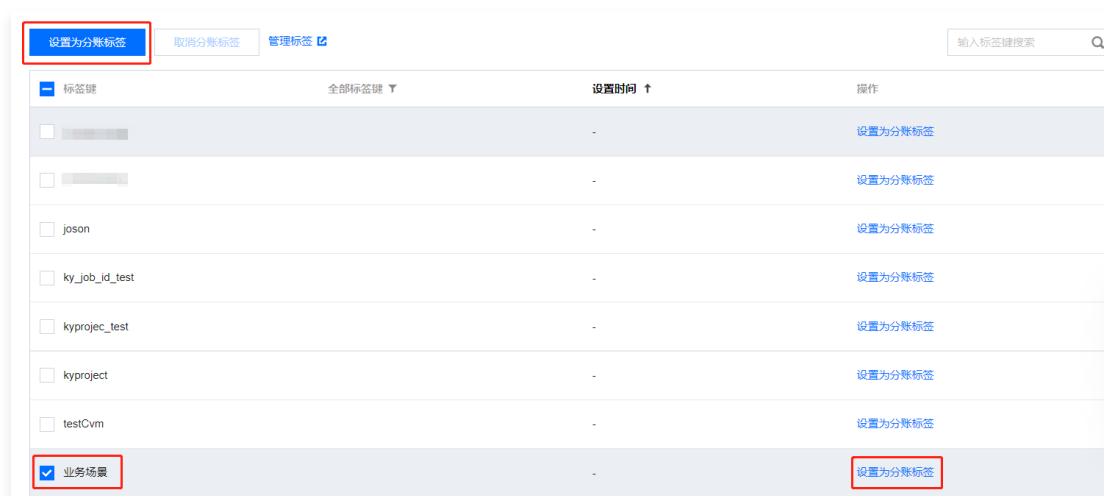 设置为分账标签 取消分账标签 管理标签 输入标签键搜索
标签键 全部标签键 设置时间 操作
- 设置为分账标签
- 设置为分账标签
joson - 设置为分账标签
ky_job_id_test - 设置为分账标签
kyprojec_test - 设置为分账标签
kyproject - 设置为分账标签
testCvm - 设置为分账标签
业务场景 - 设置为分账标签